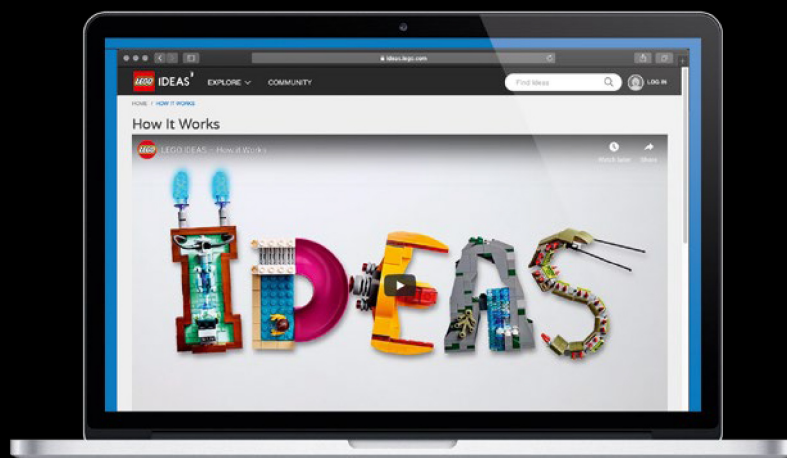 ideas.lego.com
LEGO IDEAS EXPLORE COMMUNITY Find Ideas LOG IN
HOME / HOW IT WORKS
How It Works
LEGO IDEAS – How it Works
Watch later Share
IDEAS